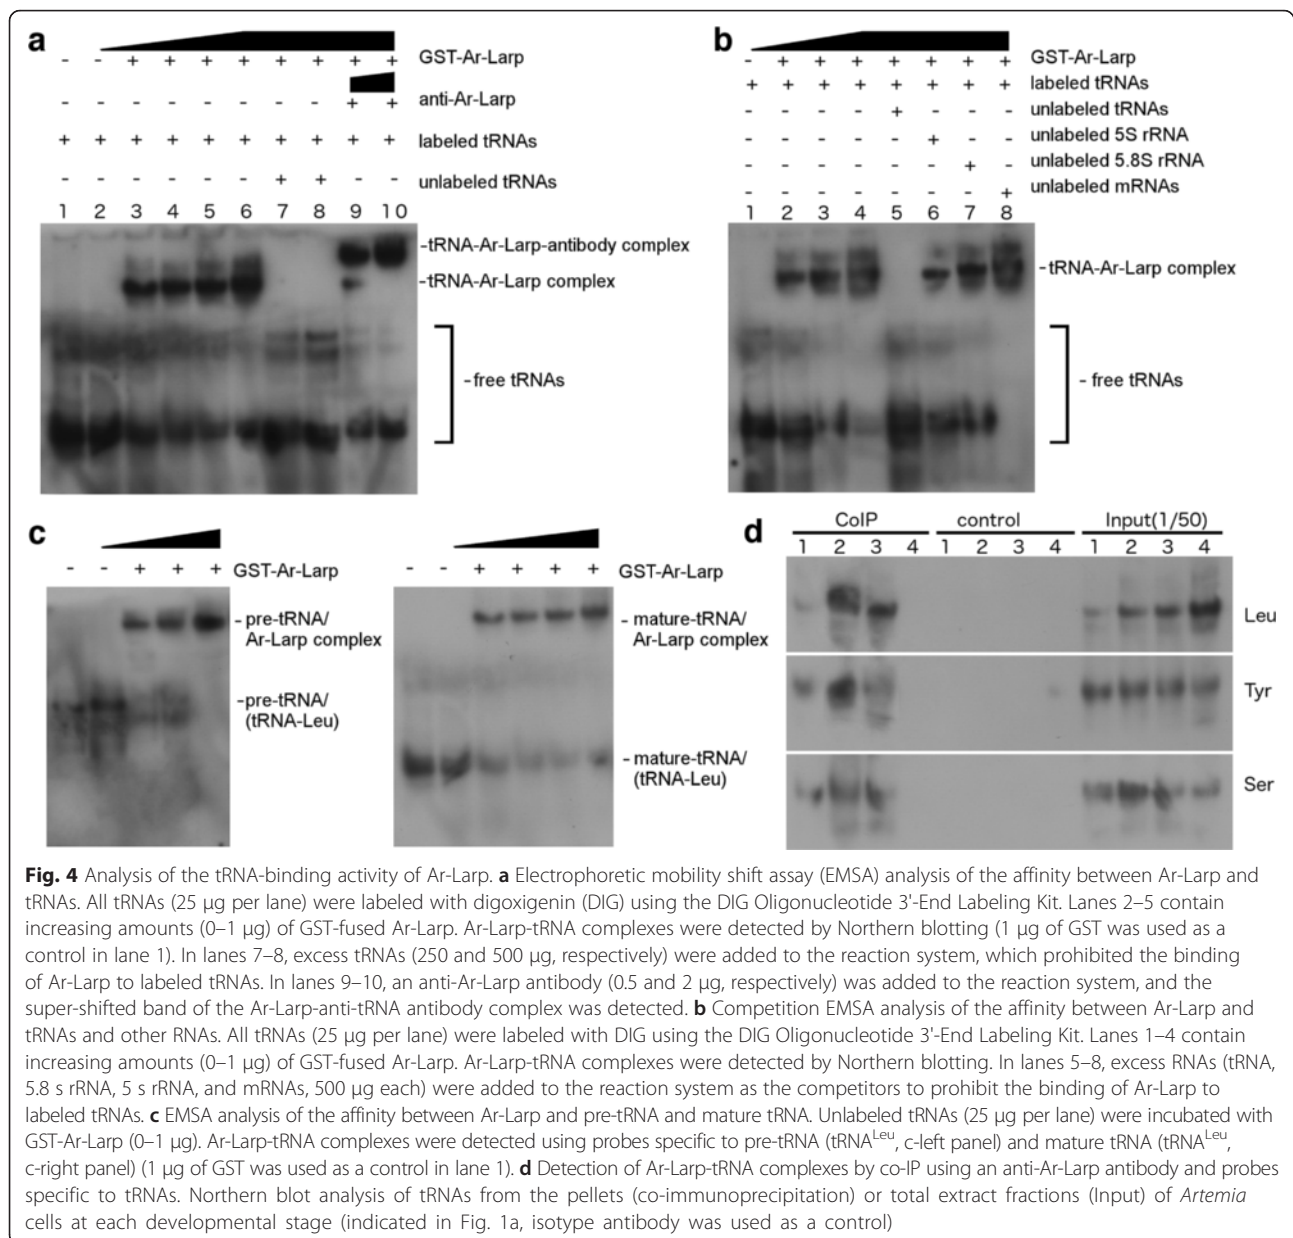 a
- - + + + + + + + + GST-Ar-Larp
- - - - - - - - + + anti-Ar-Larp
+ + + + + + + + + + labeled tRNAs
- - - - - - + + - - unlabeled tRNAs
1 2 3 4 5 6 7 8 9 10
-tRNA-Ar-Larp-antibody complex
-tRNA-Ar-Larp complex
- free tRNAs
b
- + + + + + + + GST-Ar-Larp
+ + + + + + + + labeled tRNAs
- - - - + - - - unlabeled tRNAs
- - - - - + - - unlabeled 5S rRNA
- - - - - - + - unlabeled 5.8S rRNA
- - - - - - - + unlabeled mRNAs
1 2 3 4 5 6 7 8
-tRNA-Ar-Larp complex
- free tRNAs
c
- - + + + GST-Ar-Larp
- pre-tRNA/
Ar-Larp complex
-pre-tRNA/
(tRNA-Leu)
- - + + + + GST-Ar-Larp
- mature-tRNA/
Ar-Larp complex
- mature-tRNA/
(tRNA-Leu)
d
CoIP control Input(1/50)
1 2 3 4 1 2 3 4 1 2 3 4
Leu
Tyr
Ser
Fig. 4 Analysis of the tRNA-binding activity of Ar-Larp. a Electrophoretic mobility shift assay (EMSA) analysis of the affinity between Ar-Larp and
tRNAs. All tRNAs (25 µg per lane) were labeled with digoxigenin (DIG) using the DIG Oligonucleotide 3'-End Labeling Kit. Lanes 2–5 contain
increasing amounts (0–1 µg) of GST-fused Ar-Larp. Ar-Larp-tRNA complexes were detected by Northern blotting (1 µg of GST was used as a
control in lane 1). In lanes 7–8, excess tRNAs (250 and 500 µg, respectively) were added to the reaction system, which prohibited the binding
of Ar-Larp to labeled tRNAs. In lanes 9–10, an anti-Ar-Larp antibody (0.5 and 2 µg, respectively) was added to the reaction system, and the
super-shifted band of the Ar-Larp-anti-tRNA antibody complex was detected. b Competition EMSA analysis of the affinity between Ar-Larp and
tRNAs and other RNAs. All tRNAs (25 µg per lane) were labeled with DIG using the DIG Oligonucleotide 3'-End Labeling Kit. Lanes 1–4 contain
increasing amounts (0–1 µg) of GST-fused Ar-Larp. Ar-Larp-tRNA complexes were detected by Northern blotting. In lanes 5–8, excess RNAs (tRNA,
5.8 s rRNA, 5 s rRNA, and mRNAs, 500 µg each) were added to the reaction system as the competitors to prohibit the binding of Ar-Larp to
labeled tRNAs. c EMSA analysis of the affinity between Ar-Larp and pre-tRNA and mature tRNA. Unlabeled tRNAs (25 µg per lane) were incubated with
GST-Ar-Larp (0–1 µg). Ar-Larp-tRNA complexes were detected using probes specific to pre-tRNA (tRNA^Leu, c-left panel) and mature tRNA (tRNA^Leu,
c-right panel) (1 µg of GST was used as a control in lane 1). d Detection of Ar-Larp-tRNA complexes by co-IP using an anti-Ar-Larp antibody and probes
specific to tRNAs. Northern blot analysis of tRNAs from the pellets (co-immunoprecipitation) or total extract fractions (Input) of Artemia
cells at each developmental stage (indicated in Fig. 1a, isotype antibody was used as a control)